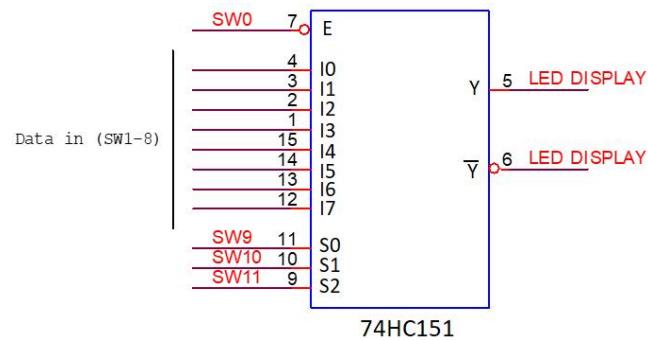 SW0 7 E
4 I0
3 I1
2 I2
1 I3
15 I4
14 I5
13 I6
12 I7
Data in (SW1-8)
SW9 11 S0
SW10 10 S1
SW11 9 S2
Y 5 LED DISPLAY
Y̅ 6 LED DISPLAY
74HC151